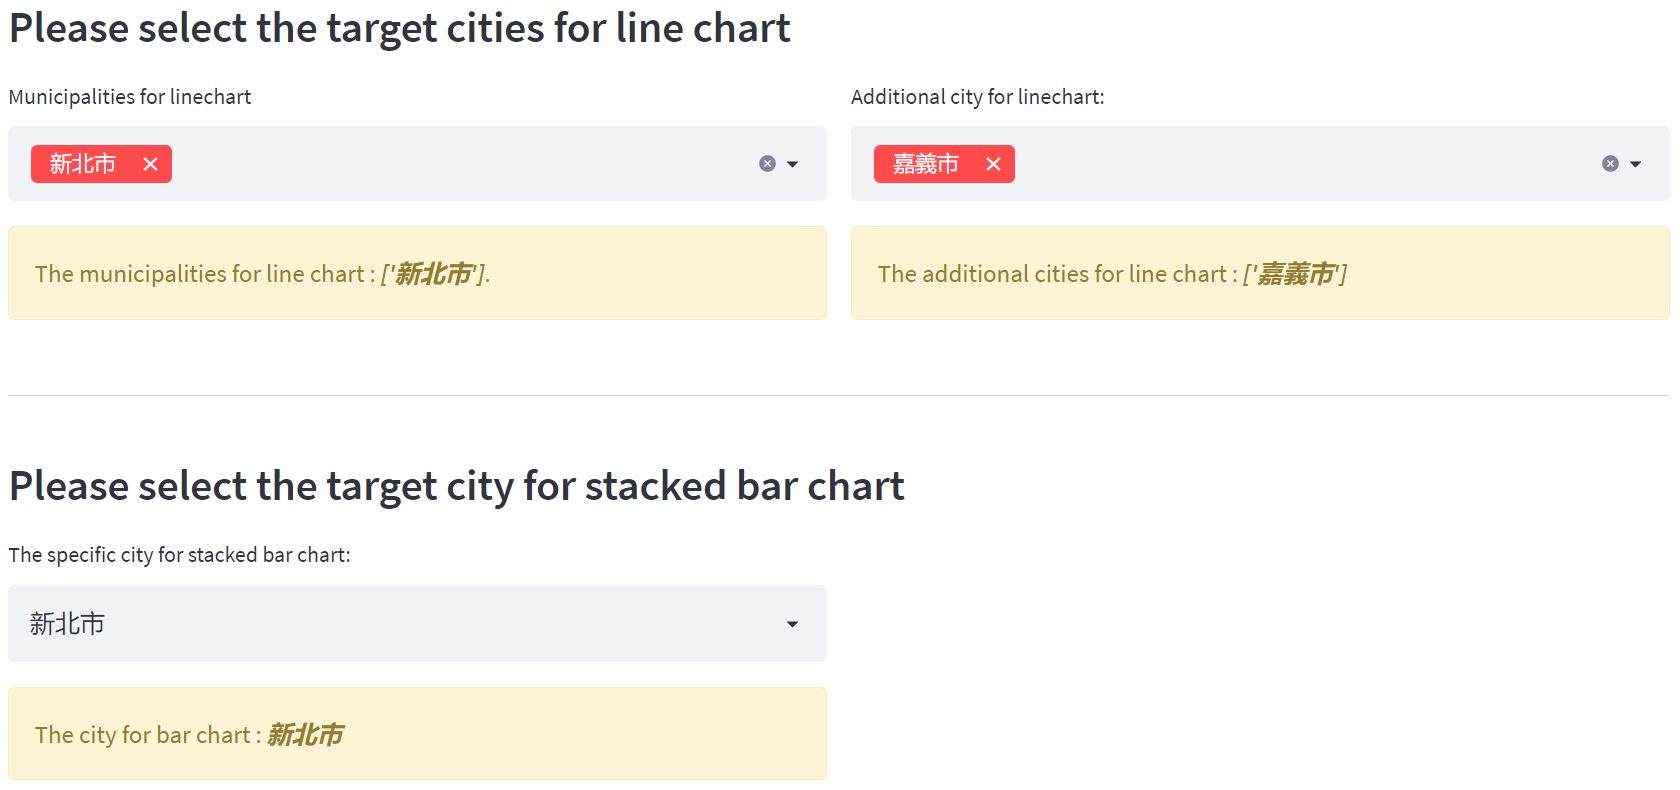 Please select the target cities for line chart
Municipalities for linechart
Additional city for linechart:
新北市
嘉義市
The municipalities for line chart : ['新北市'].
The additional cities for line chart : ['嘉義市']
Please select the target city for stacked bar chart
The specific city for stacked bar chart:
新北市
The city for bar chart : 新北市